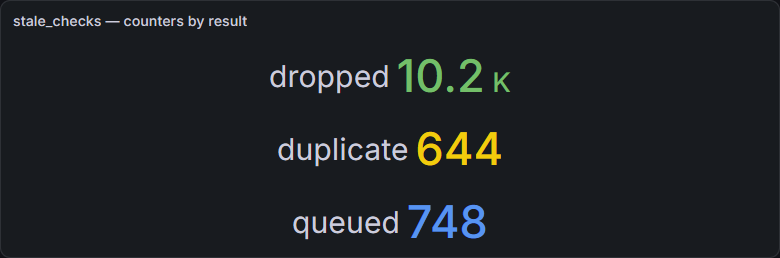 stale_checks — counters by result
dropped 10.2 K
duplicate 644
queued 748